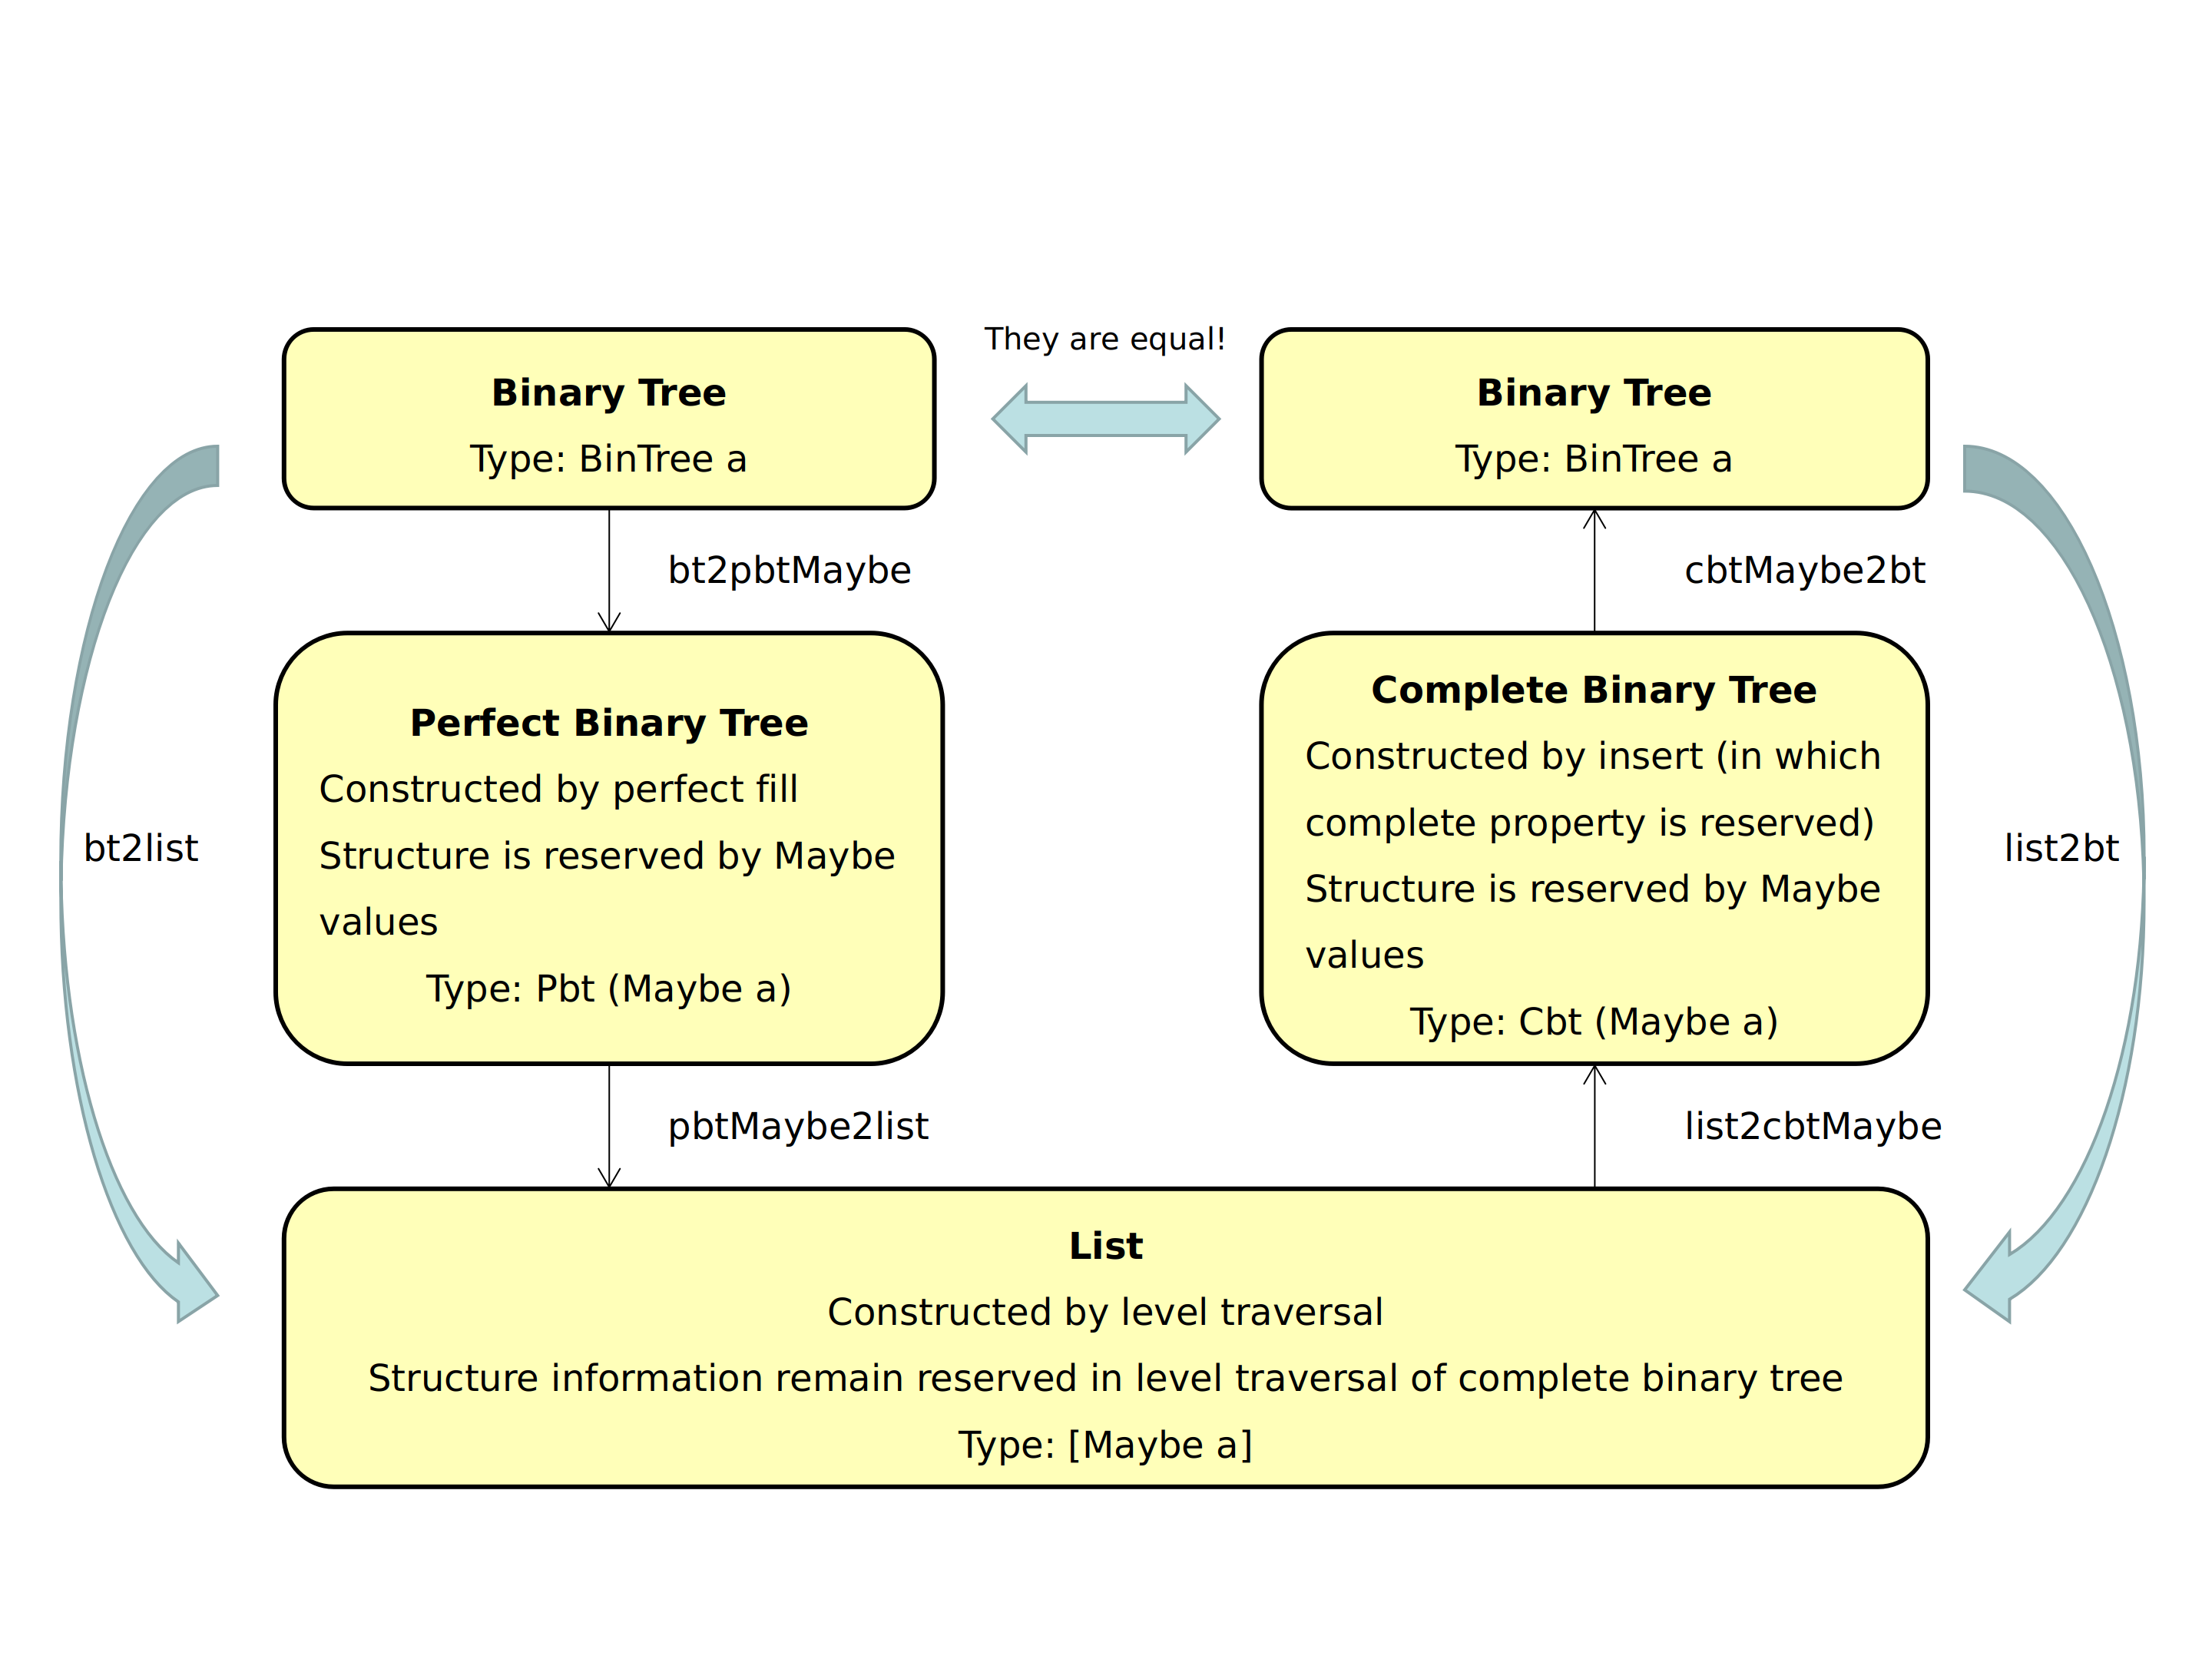 They are equal!
Binary Tree
Type: BinTree a
Binary Tree
Type: BinTree a
bt2pbtMaybe
cbtMaybe2bt
Perfect Binary Tree
Constructed by perfect fill
Structure is reserved by Maybe
values
Type: Pbt (Maybe a)
Complete Binary Tree
Constructed by insert (in which
complete property is reserved)
Structure is reserved by Maybe
values
Type: Cbt (Maybe a)
bt2list
list2bt
pbtMaybe2list
list2cbtMaybe
List
Constructed by level traversal
Structure information remain reserved in level traversal of complete binary tree
Type: [Maybe a]